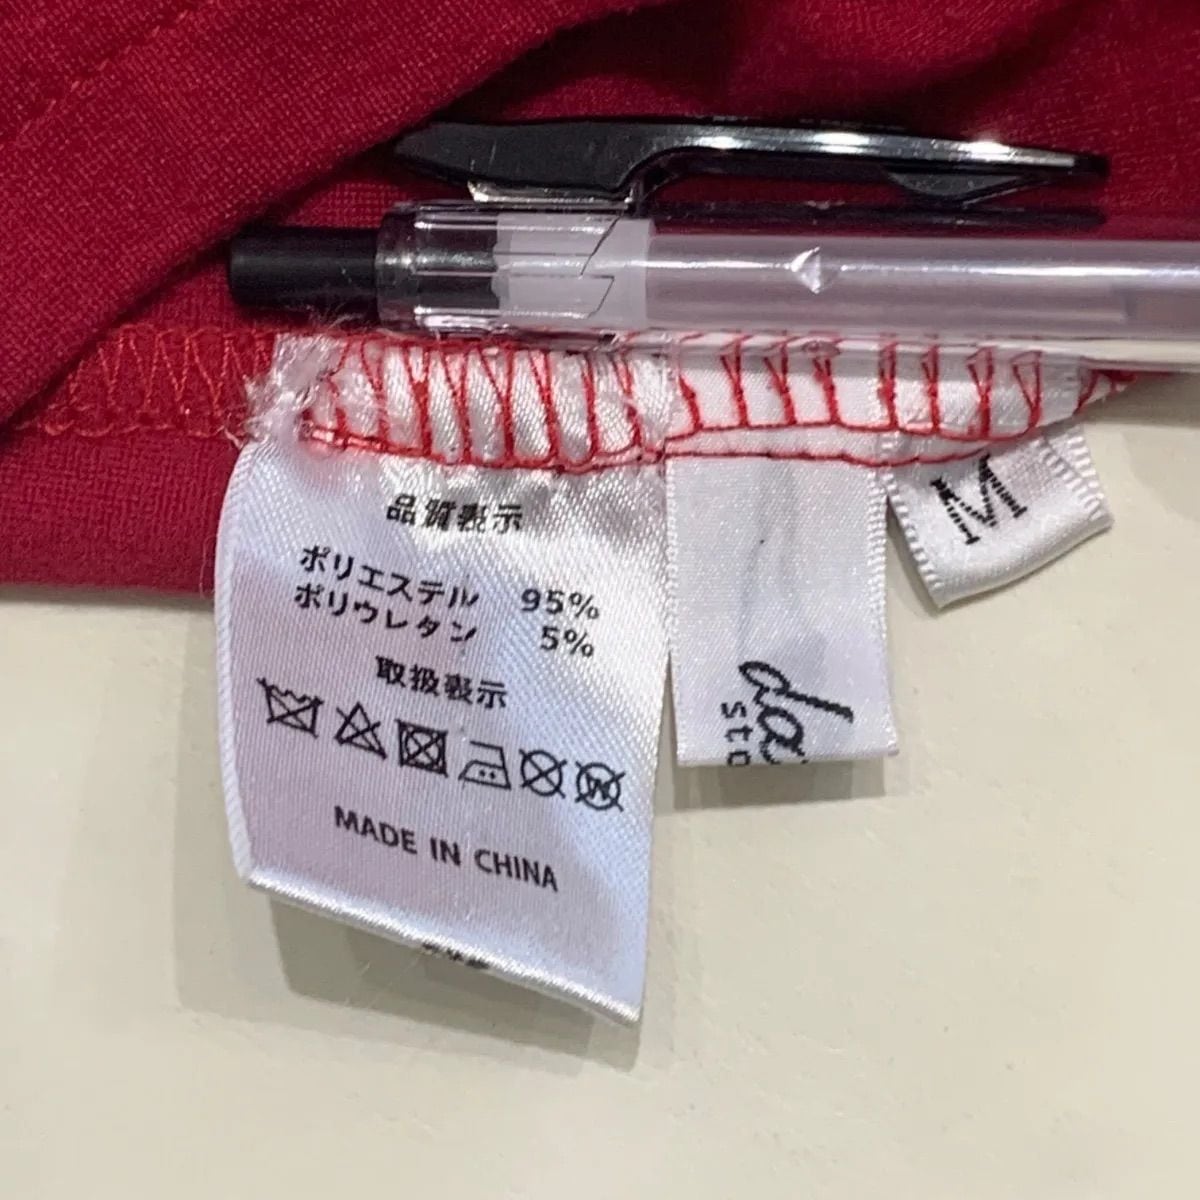 品質表示
ポリエステル 95%
ポリウレタン 5%
取扱表示
MADE IN CHINA
M